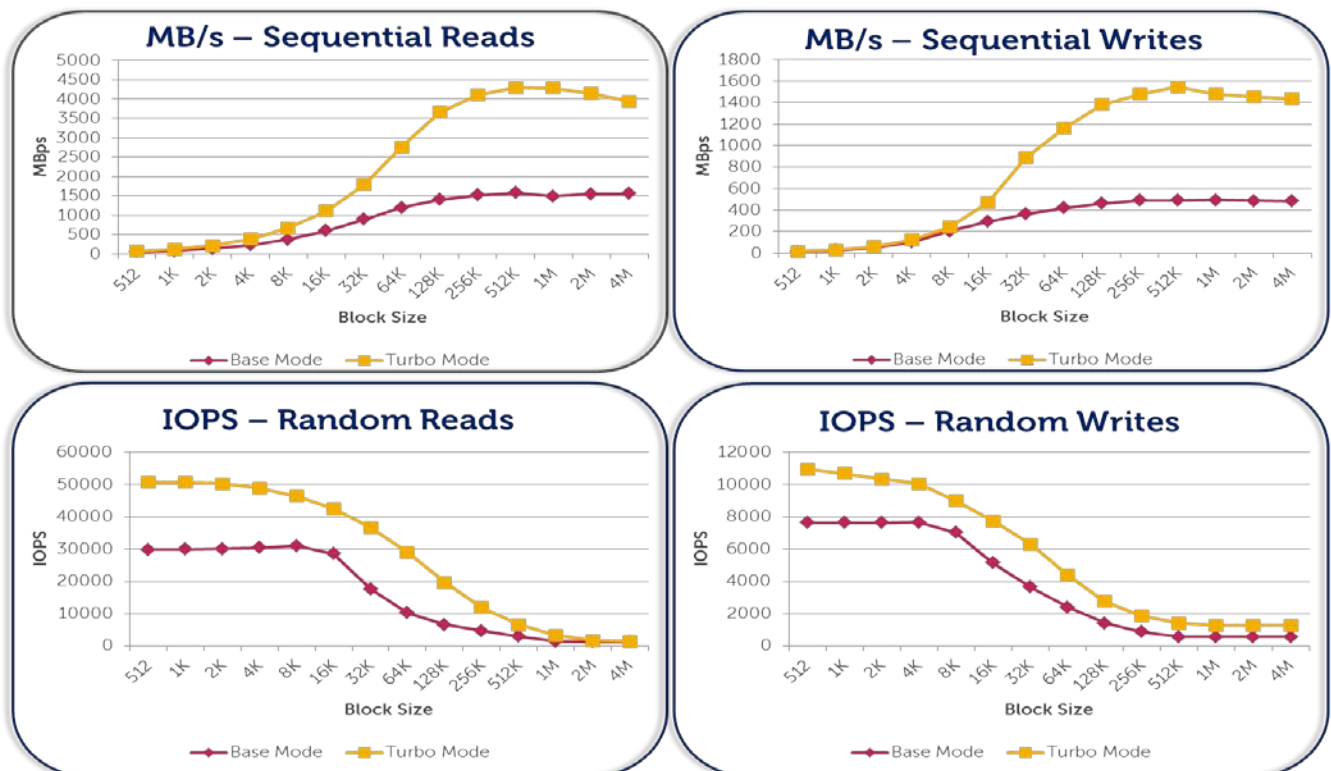 MB/s – Sequential Reads
5000
4500
4000
3500
3000
2500
2000
1500
1000
500
0
MBps
512 1K 2K 4K 8K 16K 32K 64K 128K 256K 512K 1M 2M 4M
Block Size
Base Mode Turbo Mode
MB/s – Sequential Writes
1800
1600
1400
1200
1000
800
600
400
200
0
MBps
512 1K 2K 4K 8K 16K 32K 64K 128K 256K 512K 1M 2M 4M
Block Size
Base Mode Turbo Mode
IOPS – Random Reads
60000
50000
40000
30000
20000
10000
0
IOPS
512 1K 2K 4K 8K 16K 32K 64K 128K 256K 512K 1M 2M 4M
Block Size
Base Mode Turbo Mode
IOPS – Random Writes
12000
10000
8000
6000
4000
2000
0
IOPS
512 1K 2K 4K 8K 16K 32K 64K 128K 256K 512K 1M 2M 4M
Block Size
Base Mode Turbo Mode